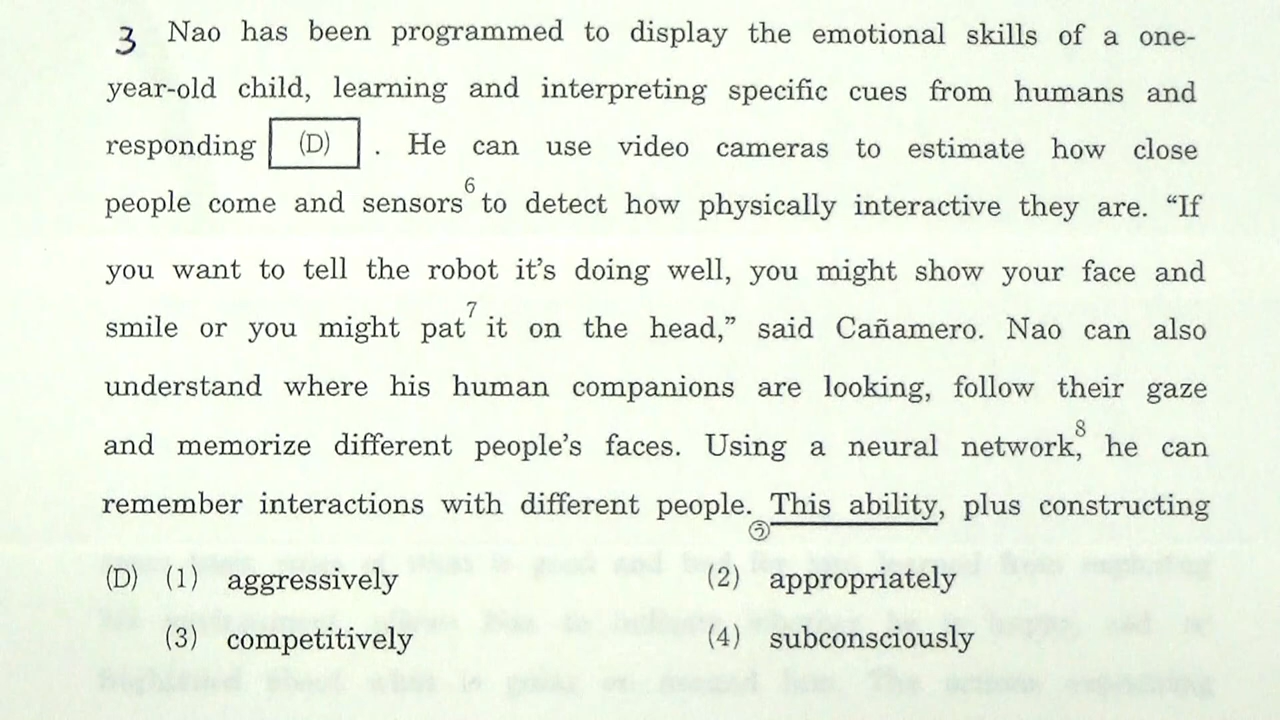 3 Nao has been programmed to display the emotional skills of a one-
year-old child, learning and interpreting specific cues from humans and
responding (D) . He can use video cameras to estimate how close
people come and sensors⁶ to detect how physically interactive they are. “If
you want to tell the robot it’s doing well, you might show your face and
smile or you might pat⁷ it on the head,” said Cañamero. Nao can also
understand where his human companions are looking, follow their gaze
and memorize different people’s faces. Using a neural network,⁸ he can
remember interactions with different people. This ability, plus constructing
(D) (1) aggressively (2) appropriately
(3) competitively (4) subconsciously